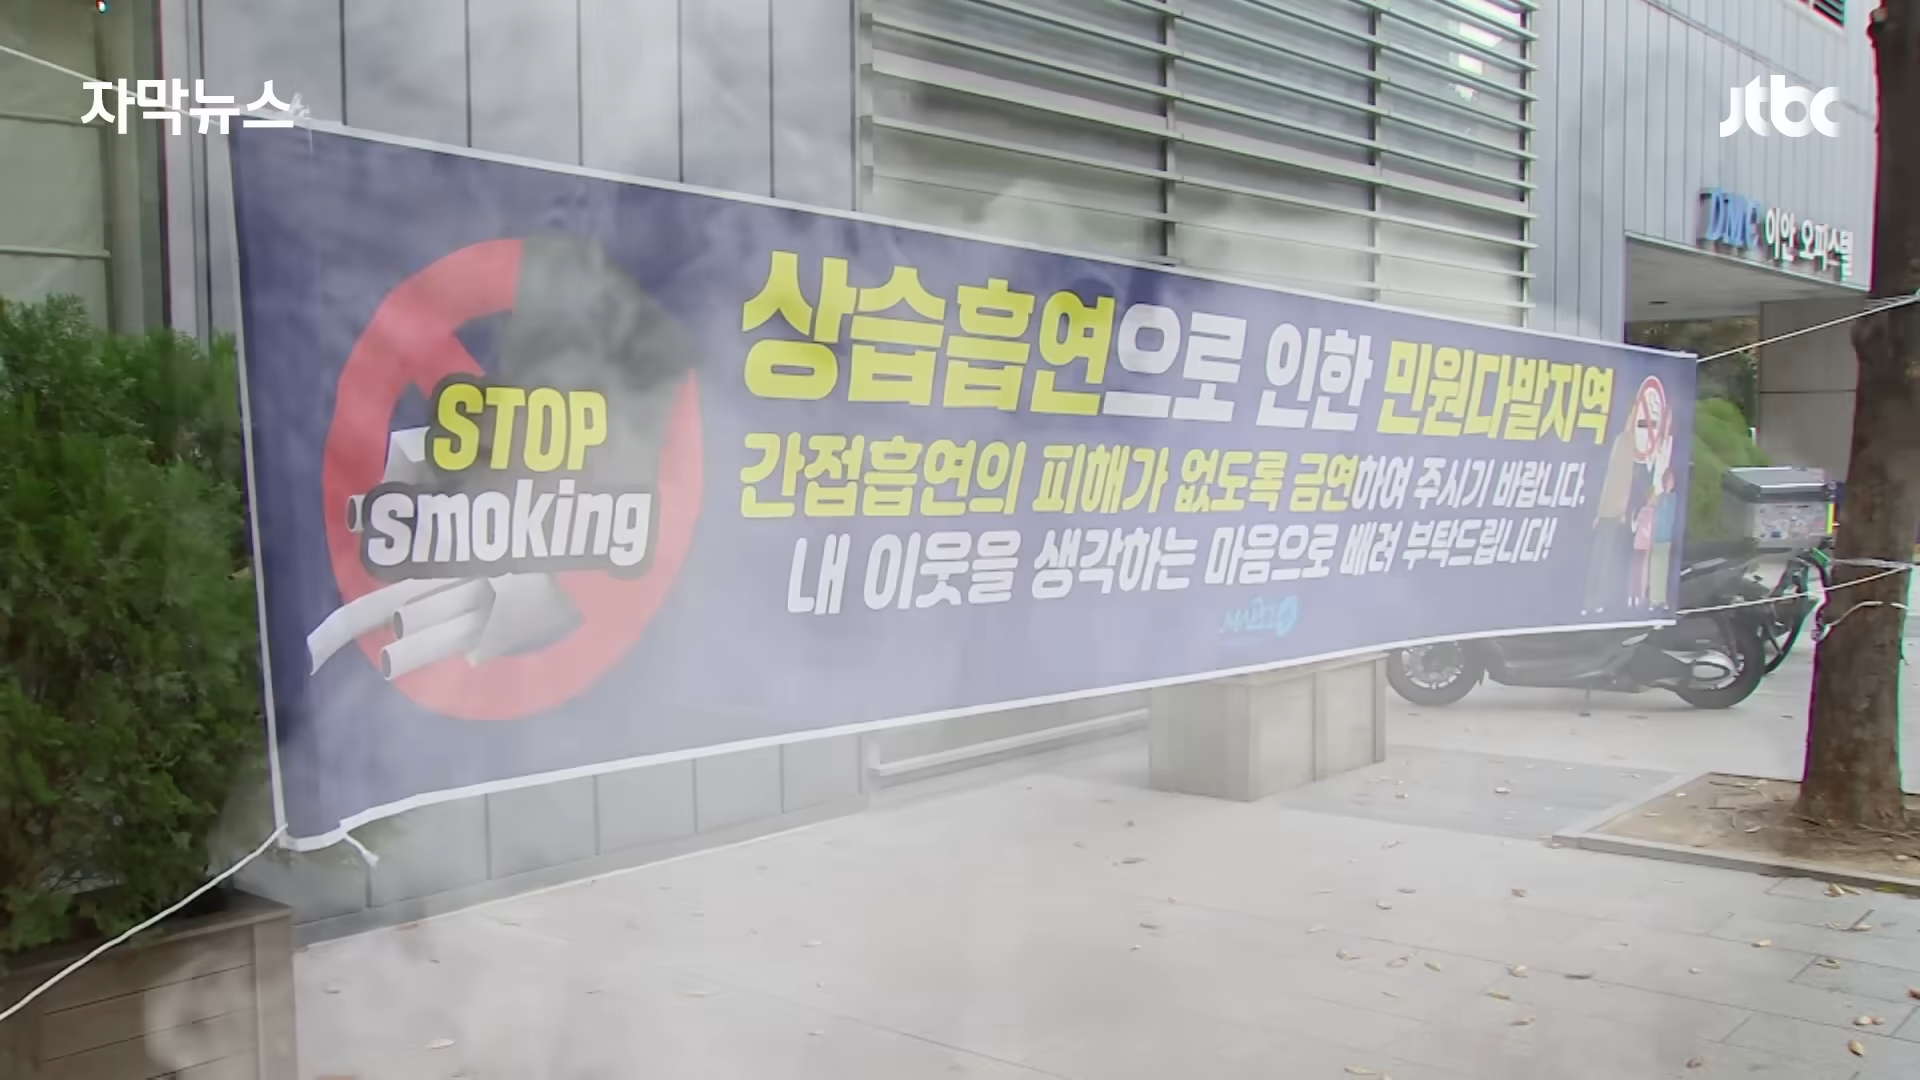 자막뉴스
jtbc
DMC 이안 오피스텔
STOP
smoking
상습흡연으로 인한 민원다발지역
간접흡연의 피해가 없도록 금연하여 주시기 바랍니다.
내 이웃을 생각하는 마음으로 배려 부탁드립니다!